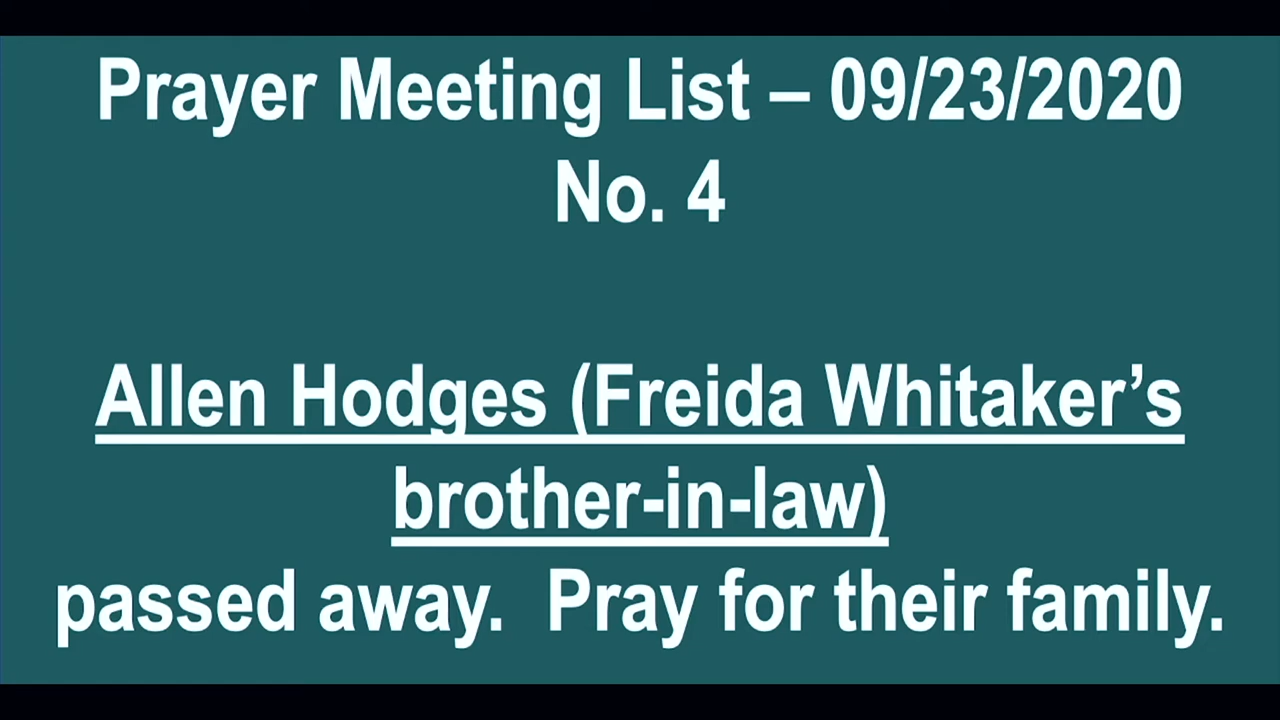 Prayer Meeting List – 09/23/2020
No. 4
Allen Hodges (Freida Whitaker’s
brother-in-law)
passed away.  Pray for their family.